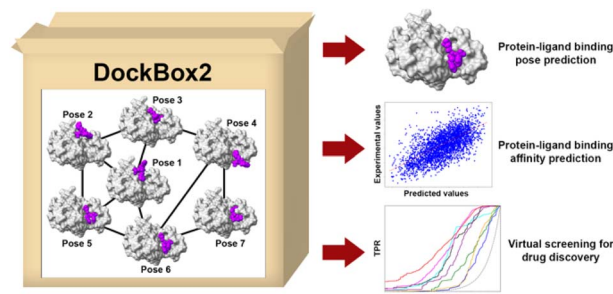 DockBox2
Pose 2
Pose 3
Pose 4
Pose 1
Pose 5
Pose 6
Pose 7
Protein-ligand binding
pose prediction
Experimental values
Predicted values
Protein-ligand binding
affinity prediction
TPR
Virtual screening for
drug discovery